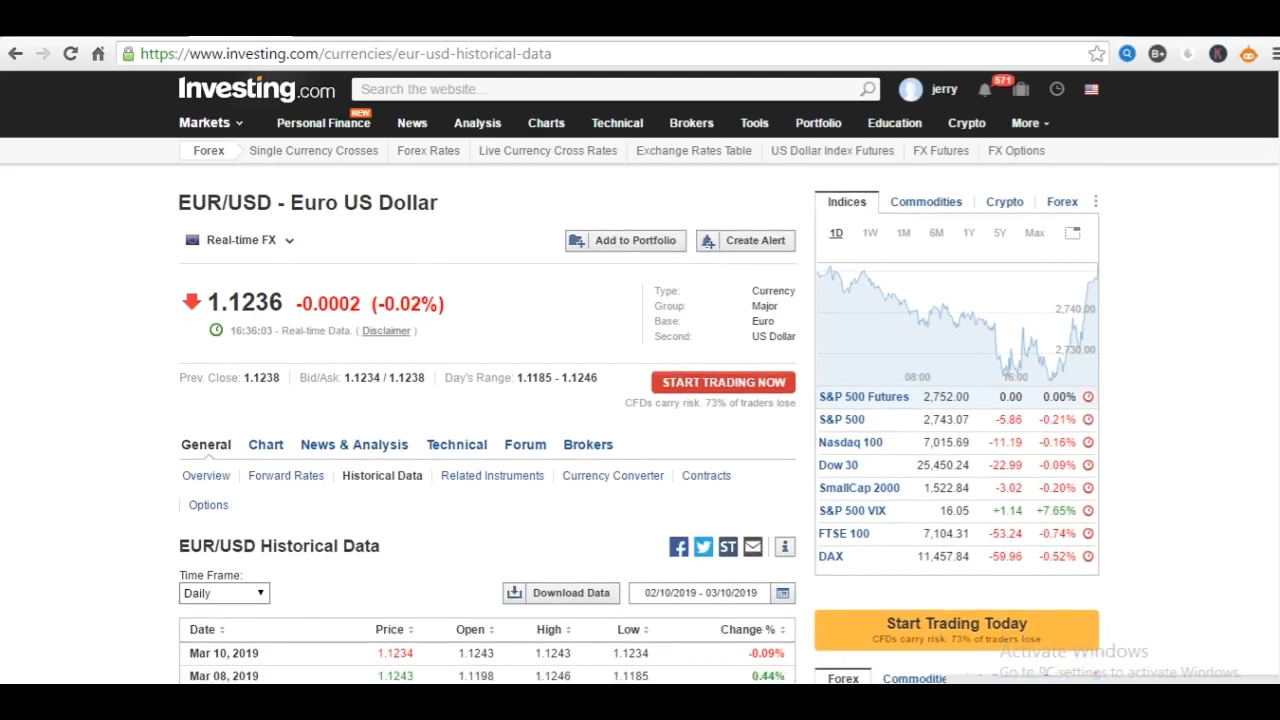 https://www.investing.com/currencies/eur-usd-historical-data
B+
K
Investing.com
Search the website...
jerry
571
Markets
Personal Finance
NEW
News
Analysis
Charts
Technical
Brokers
Tools
Portfolio
Education
Crypto
More
Forex
Single Currency Crosses
Forex Rates
Live Currency Cross Rates
Exchange Rates Table
US Dollar Index Futures
FX Futures
FX Options
EUR/USD - Euro US Dollar
Real-time FX
Add to Portfolio
Create Alert
1.1236 -0.0002 (-0.02%)
16:36:03 - Real-time Data. ( Disclaimer )
Type: Currency
Group: Major
Base: Euro
Second: US Dollar
Prev. Close: 1.1238
Bid/Ask: 1.1234 / 1.1238
Day's Range: 1.1185 - 1.1246
START TRADING NOW
CFDs carry risk. 73% of traders lose
General
Chart
News & Analysis
Technical
Forum
Brokers
Overview
Forward Rates
Historical Data
Related Instruments
Currency Converter
Contracts
Options
EUR/USD Historical Data
ST
i
Time Frame:
Daily
Download Data
02/10/2019 - 03/10/2019
Date Price Open High Low Change %
Mar 10, 2019 1.1234 1.1243 1.1243 1.1234 -0.09%
Mar 08, 2019 1.1243 1.1198 1.1246 1.1185 0.44%
Indices
Commodities
Crypto
Forex
1D 1W 1M 6M 1Y 5Y Max
2,740.00
2,730.00
08:00 16:00
S&P 500 Futures 2,752.00 0.00 0.00%
S&P 500 2,743.07 -5.86 -0.21%
Nasdaq 100 7,015.69 -11.19 -0.16%
Dow 30 25,450.24 -22.99 -0.09%
SmallCap 2000 1,522.84 -3.02 -0.20%
S&P 500 VIX 16.05 +1.14 +7.65%
FTSE 100 7,104.31 -53.24 -0.74%
DAX 11,457.84 -59.96 -0.52%
Start Trading Today
CFDs carry risk. 73% of traders lose
Activate Windows
Go to PC settings to activate Windows.
Forex